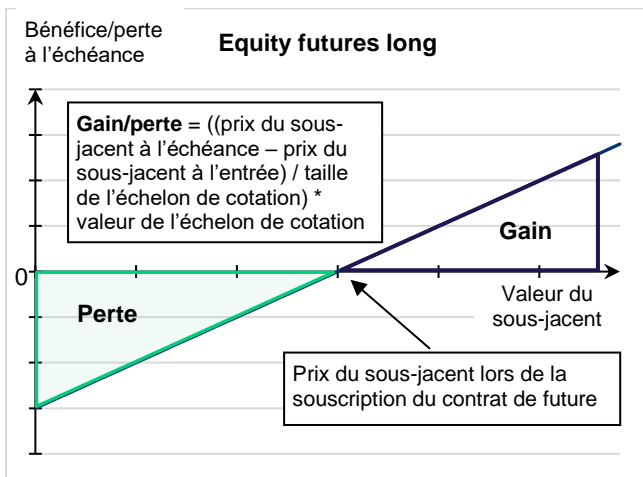 Bénéfice/perte
à l’échéance
Equity futures long
Gain/perte = ((prix du sous-
jacent à l’échéance – prix du
sous-jacent à l’entrée) / taille
de l’échelon de cotation) *
valeur de l’échelon de cotation
Gain
0
Valeur du
sous-jacent
Perte
Prix du sous-jacent lors de la
souscription du contrat de future